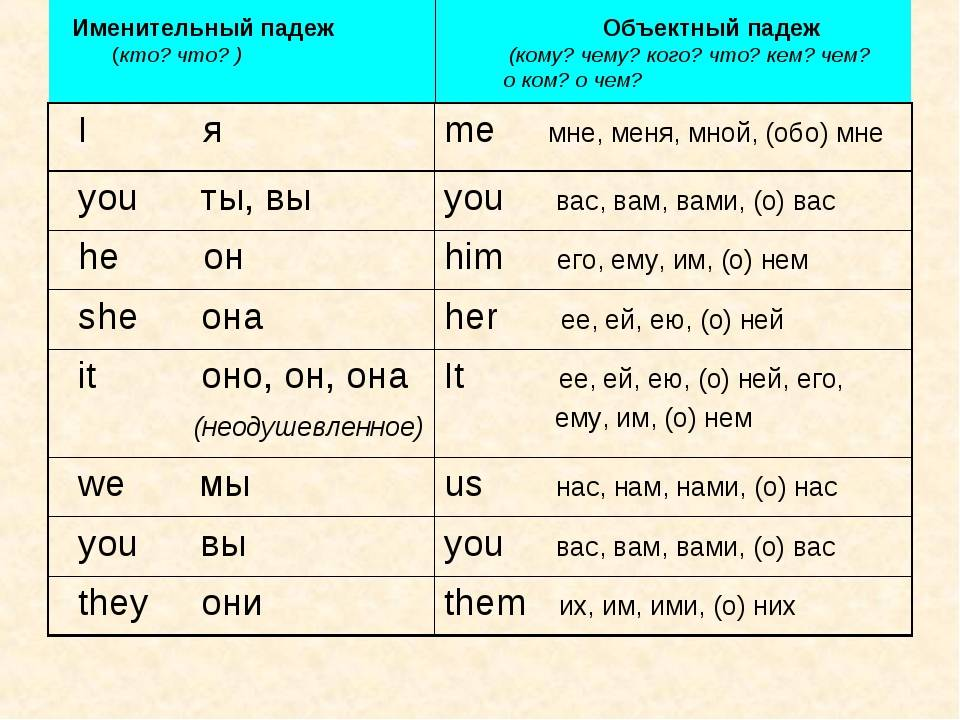 Именительный падеж Объектный падеж
(кто? что? ) (кому? чему? кого? что? кем? чем?
о ком? о чем?
I я me мне, меня, мной, (обо) мне
you ты, вы you вас, вам, вами, (о) вас
he он him его, ему, им, (о) нем
she она her ее, ей, ею, (о) ней
it оно, он, она It ее, ей, ею, (о) ней, его,
(неодушевленное) ему, им, (о) нем
we мы us нас, нам, нами, (о) нас
you вы you вас, вам, вами, (о) вас
they они them их, им, ими, (о) них